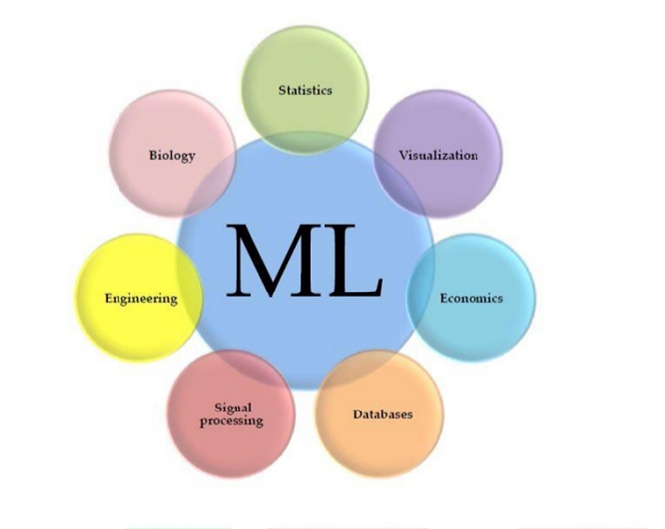 Statistics
Biology
Visualization
ML
Engineering
Economics
Signal
processing
Databases